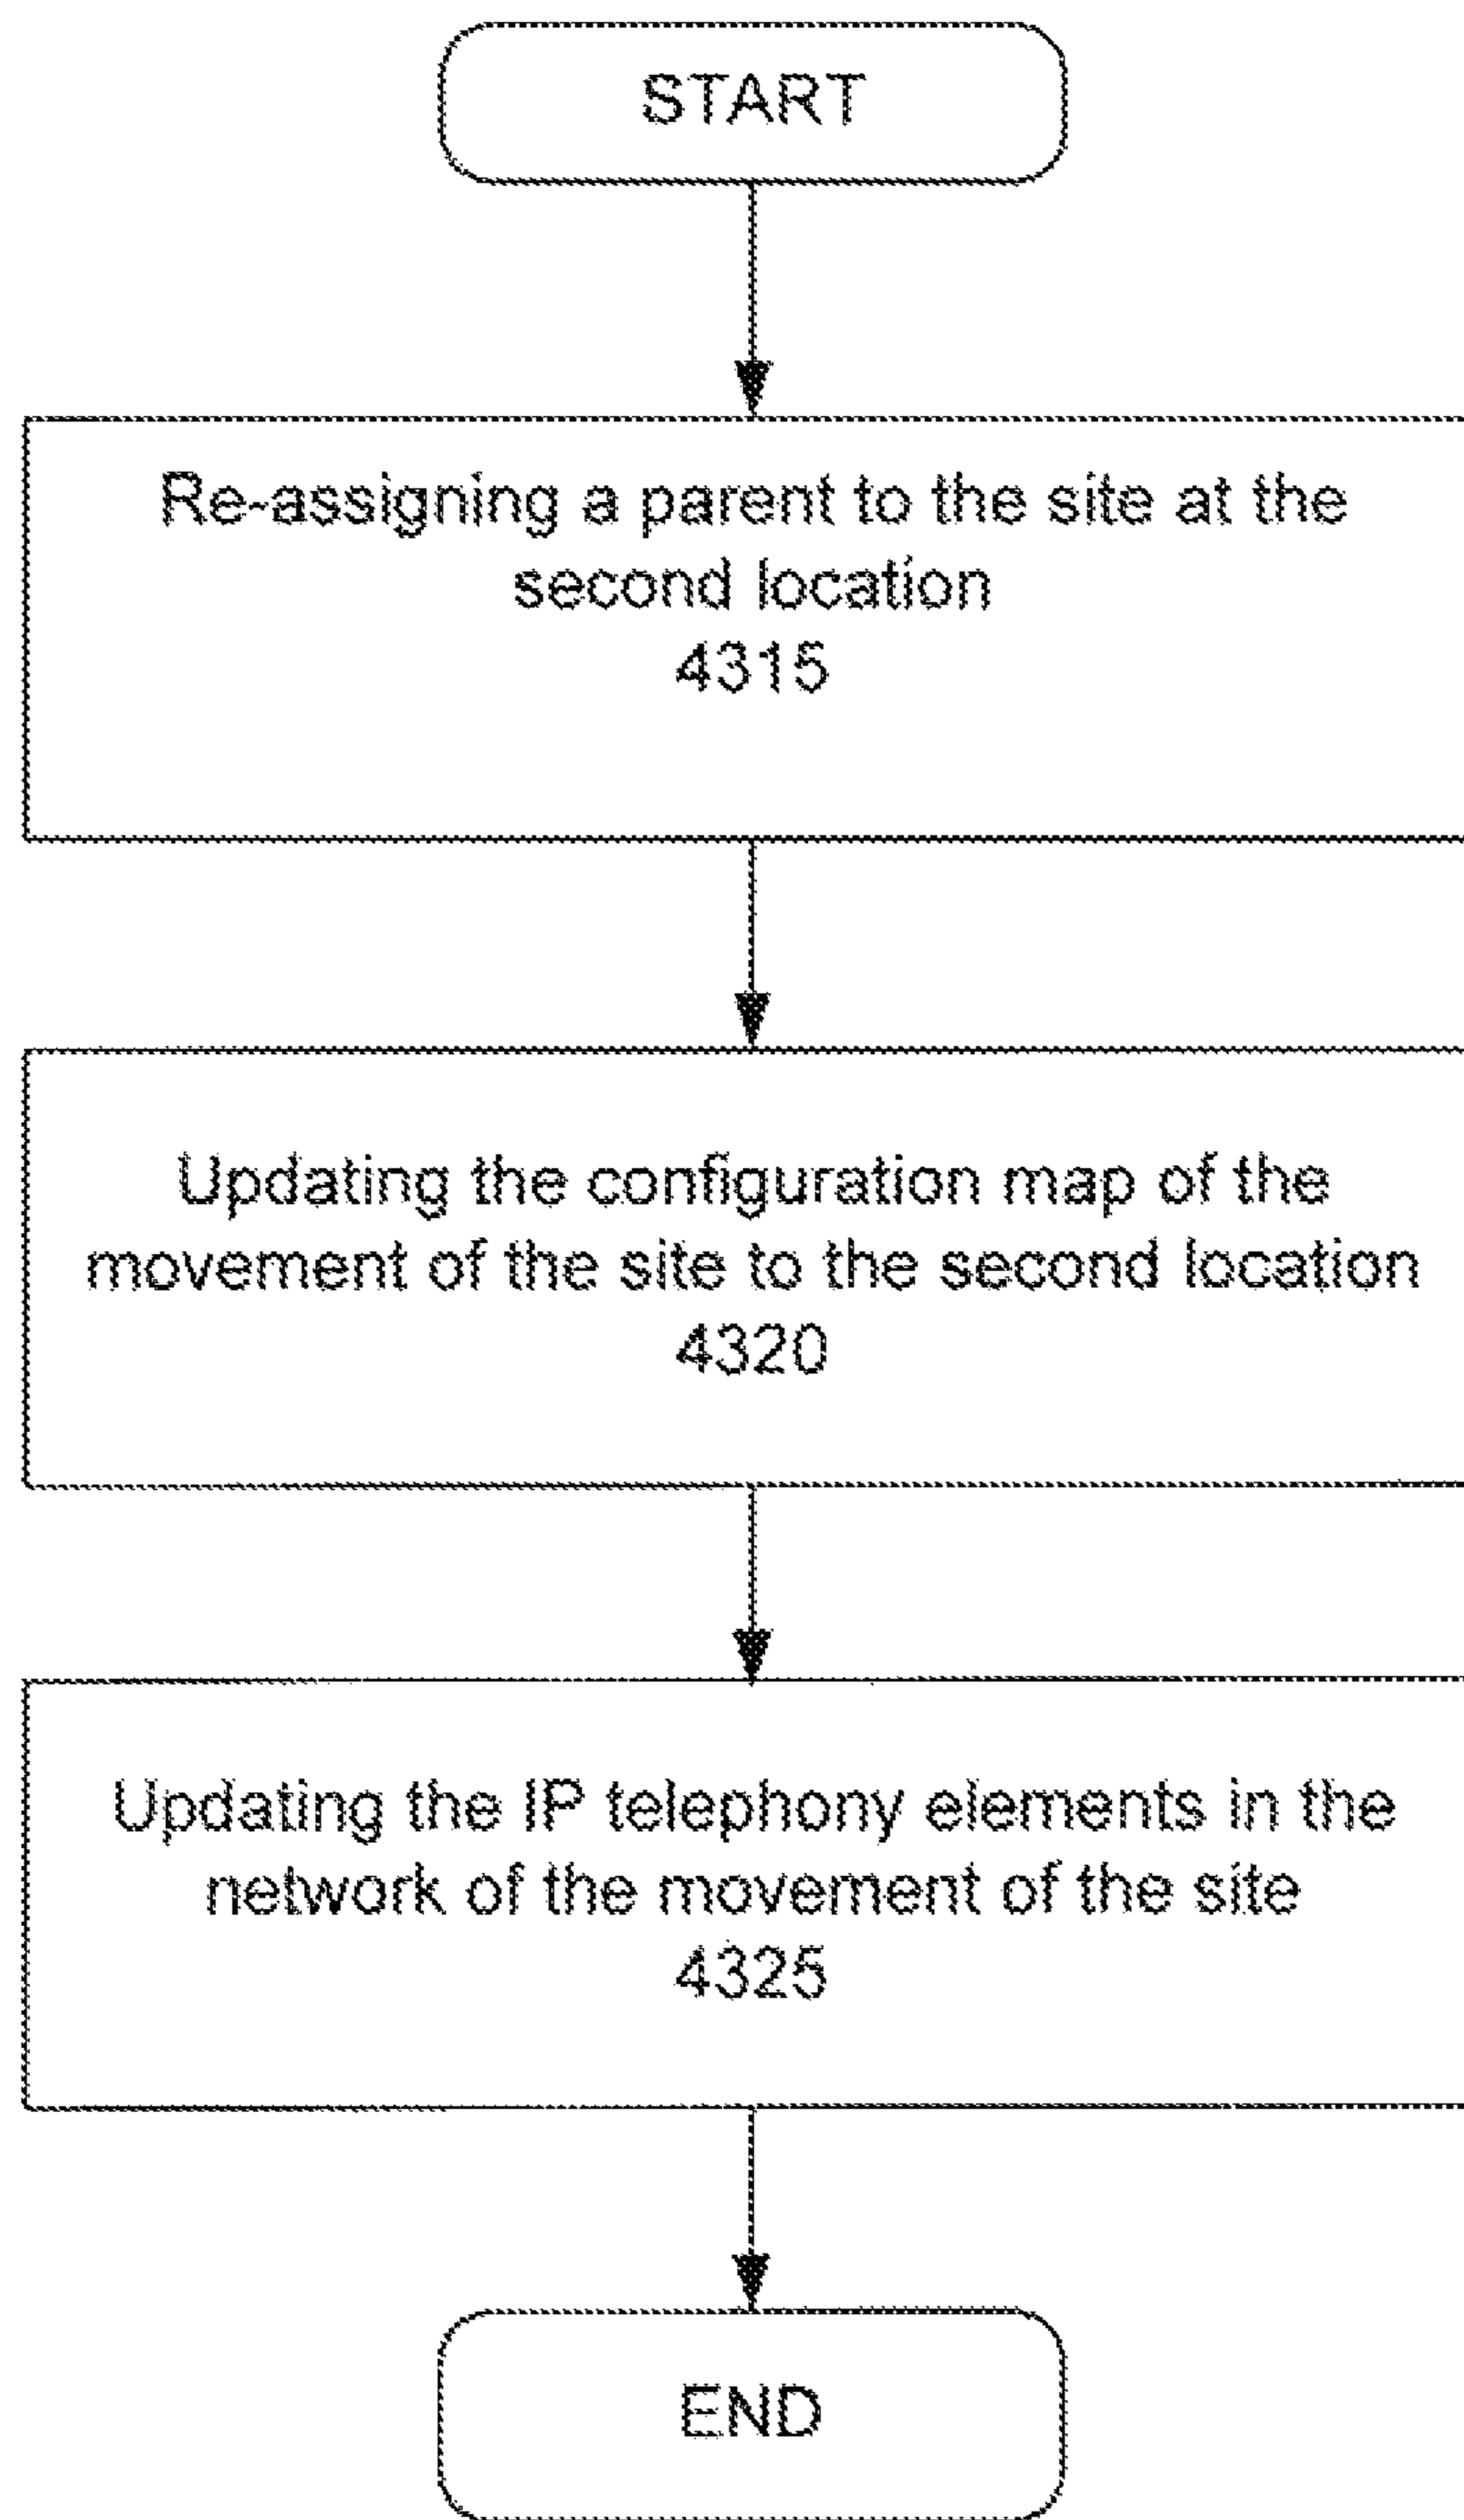 START
Re-assigning a parent to the site at the
second location
4315
Updating the configuration map of the
movement of the site to the second location
4320
Updating the IP telephony elements in the
network of the movement of the site
4325
END